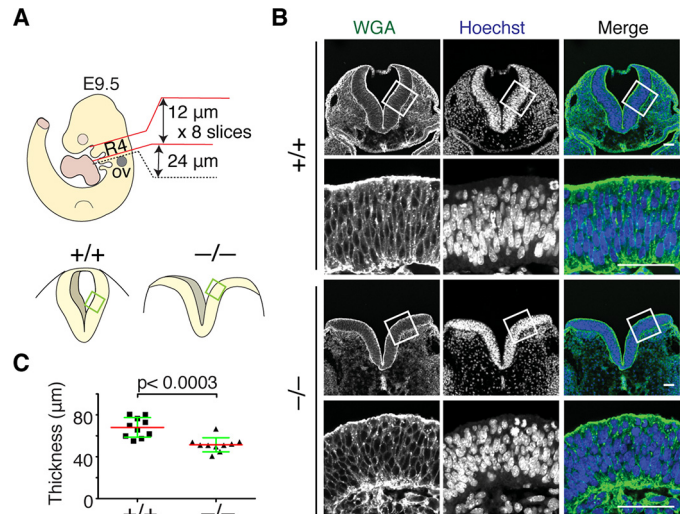 A
E9.5
12 µm
x 8 slices
R4
24 µm
OV
+/+
−/−
B
WGA
Hoechst
Merge
+/+
−/−
C
p< 0.0003
Thickness (µm)
80
40
0
+/+
−/−